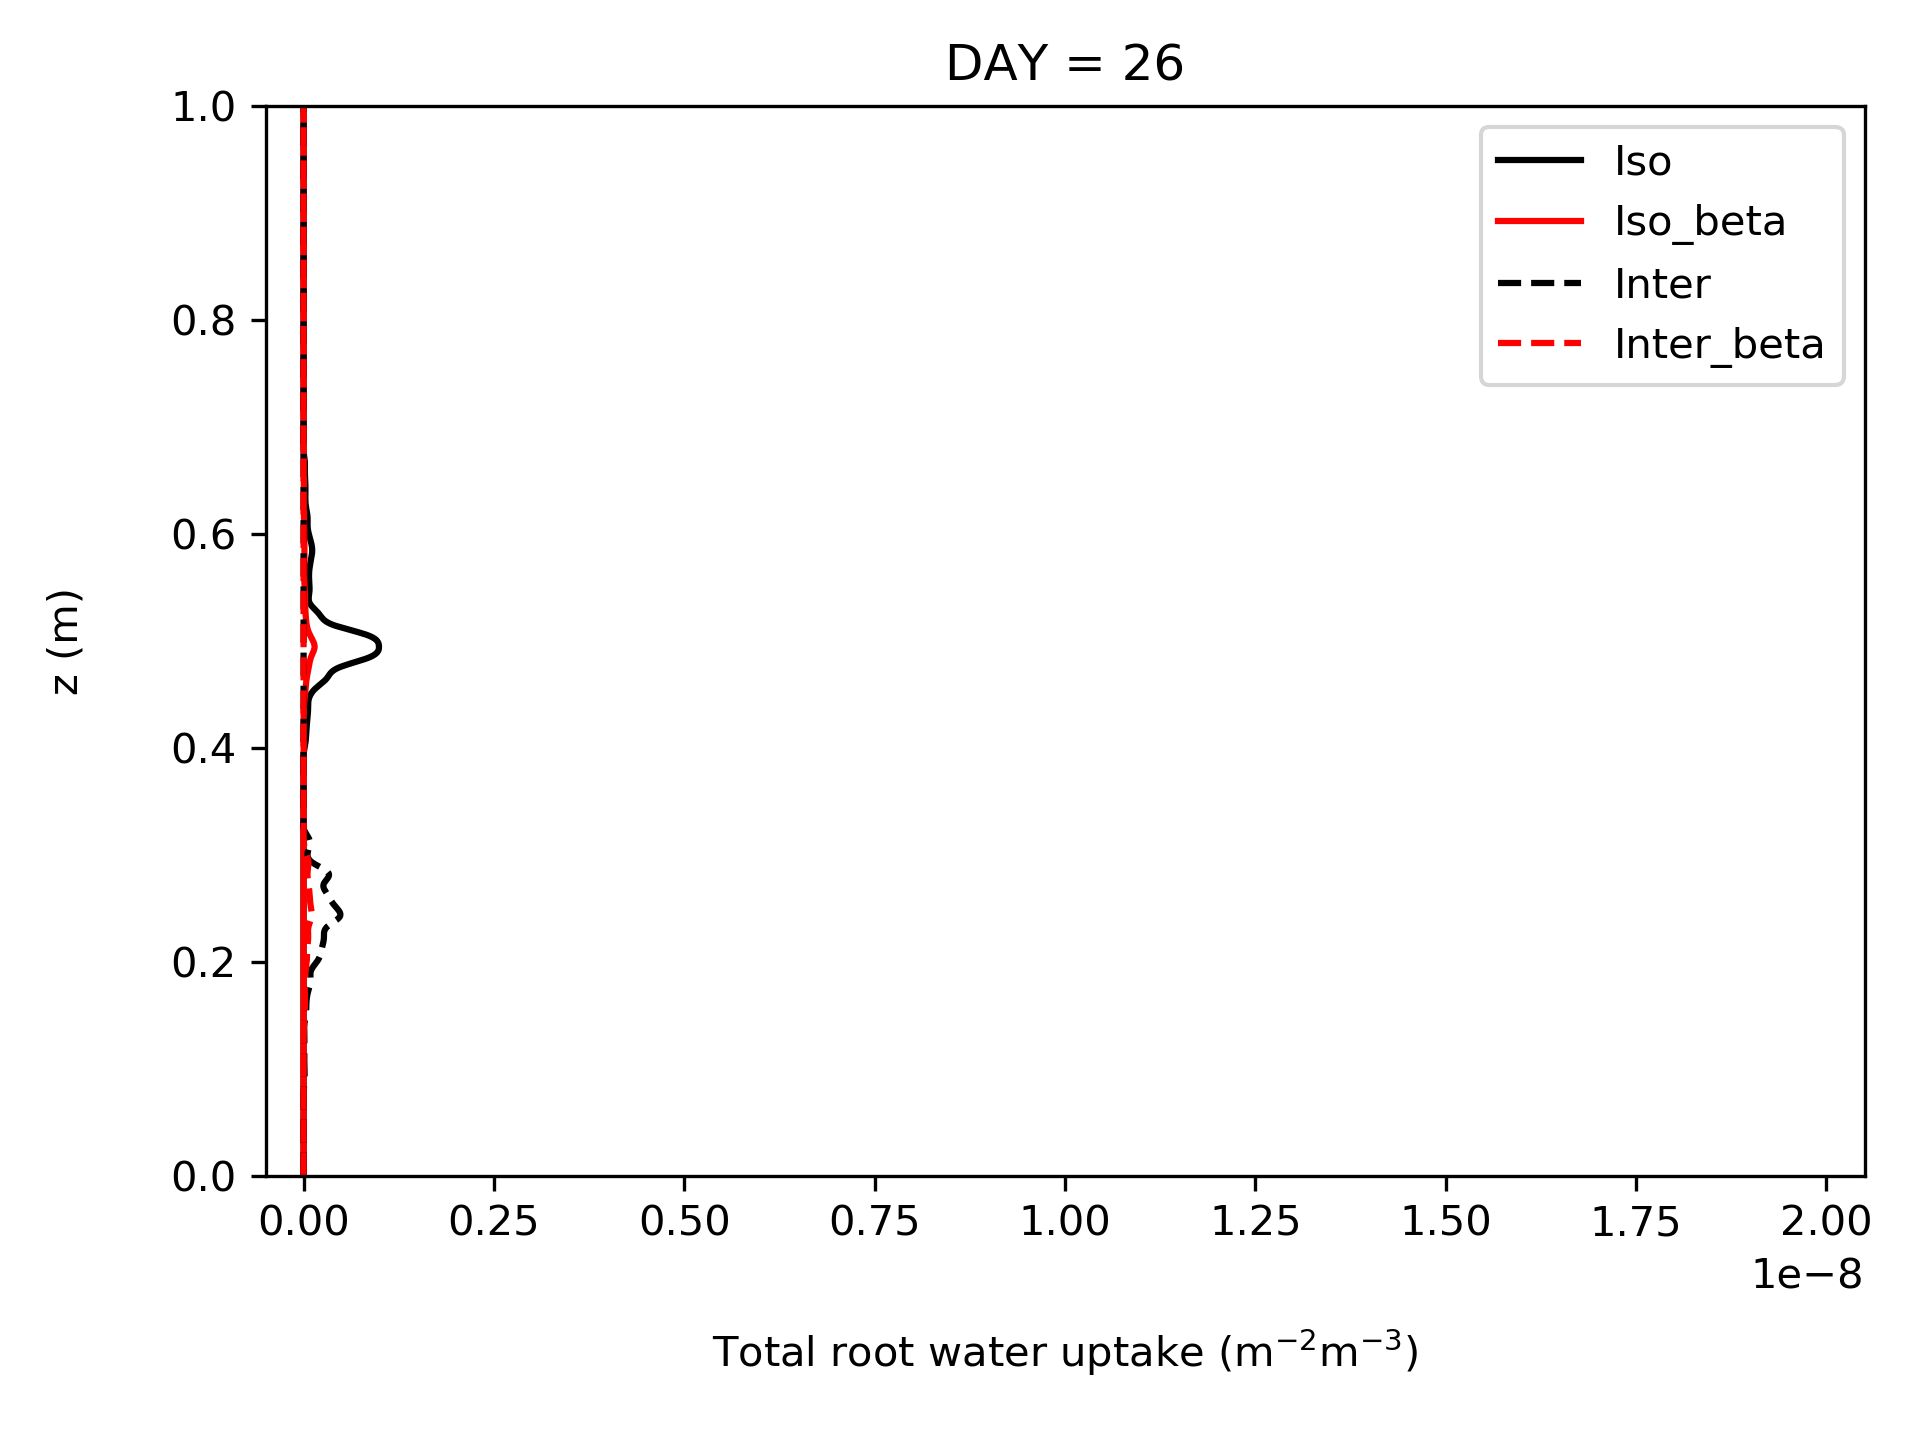 DAY = 26
1.0
0.8
0.6
0.4
0.2
0.0
z (m)
Iso
Iso_beta
Inter
Inter_beta
0.00 0.25 0.50 0.75 1.00 1.25 1.50 1.75 2.00
1e−8
Total root water uptake (m⁻²m⁻³)